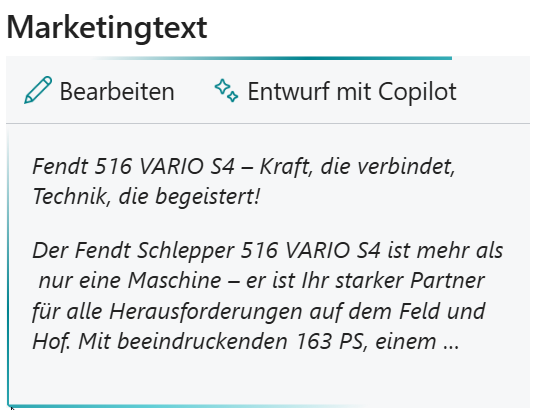 Marketingtext
Bearbeiten Entwurf mit Copilot
Fendt 516 VARIO S4 – Kraft, die verbindet,
Technik, die begeistert!
Der Fendt Schlepper 516 VARIO S4 ist mehr als
nur eine Maschine – er ist Ihr starker Partner
für alle Herausforderungen auf dem Feld und
Hof. Mit beeindruckenden 163 PS, einem ...